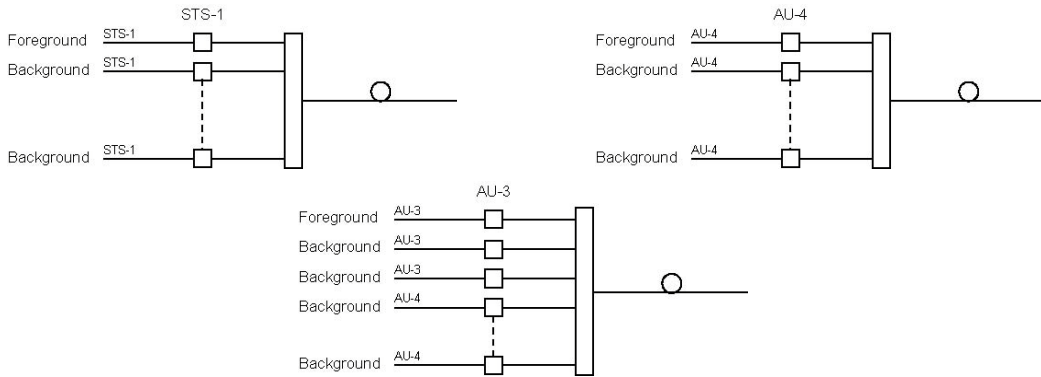 STS-1
Foreground STS-1
Background STS-1
Background STS-1
AU-4
Foreground AU-4
Background AU-4
Background AU-4
AU-3
Foreground AU-3
Background AU-3
Background AU-3
Background AU-4
Background AU-4